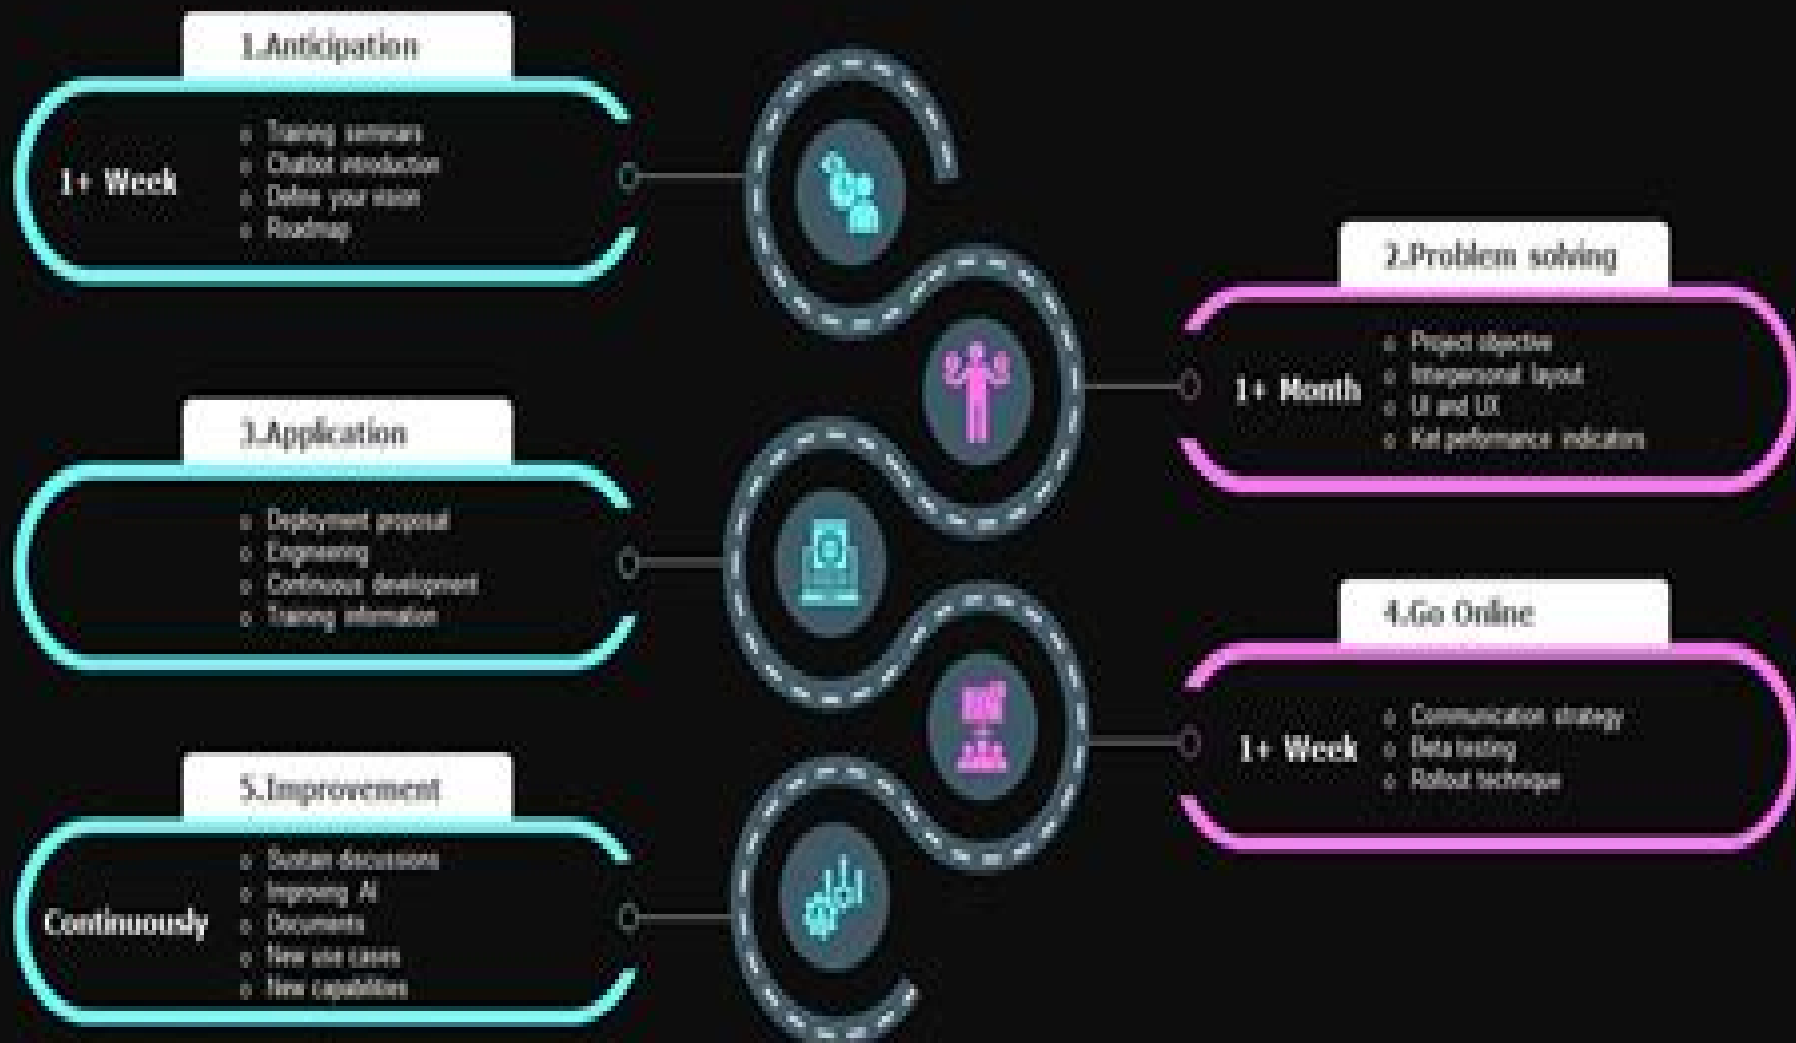 1.Anticipation
1+ Week
o Training seminars
o Chatbot introduction
o Define your vision
o Roadmap
2.Problem solving
1+ Month
o Project objective
o Interpersonal layout
o UI and UX
o Kel peformance indicators
3.Application
o Deployment proposal
o Engineering
o Continuous development
o Training information
4.Go Online
1+ Week
o Communication strategy
o Beta testing
o Rollout technique
5.Improvement
Continuously
o Sustain discussions
o Improving AI
o Documents
o New use cases
o New capabilities